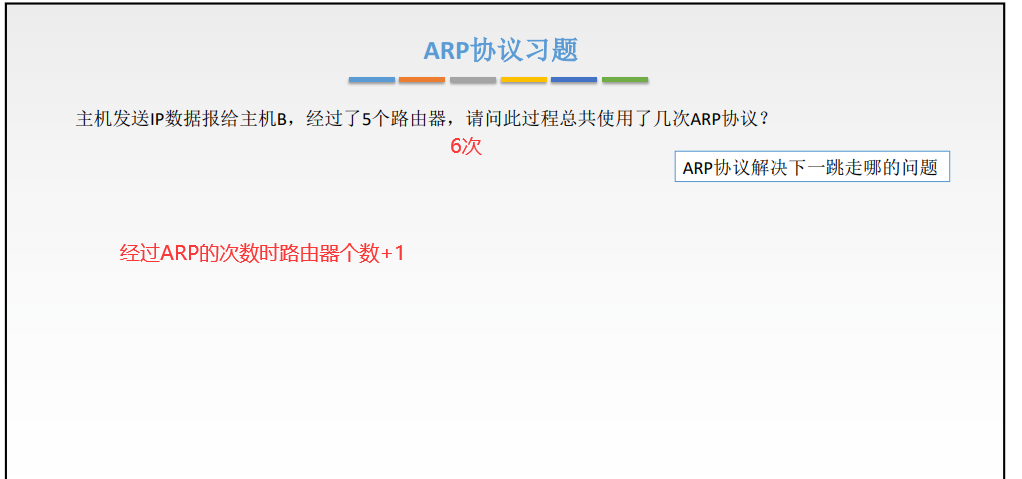 ARP协议习题
主机发送IP数据报给主机B，经过了5个路由器，请问此过程总共使用了几次ARP协议？
6次
ARP协议解决下一跳走哪的问题
经过ARP的次数时路由器个数+1